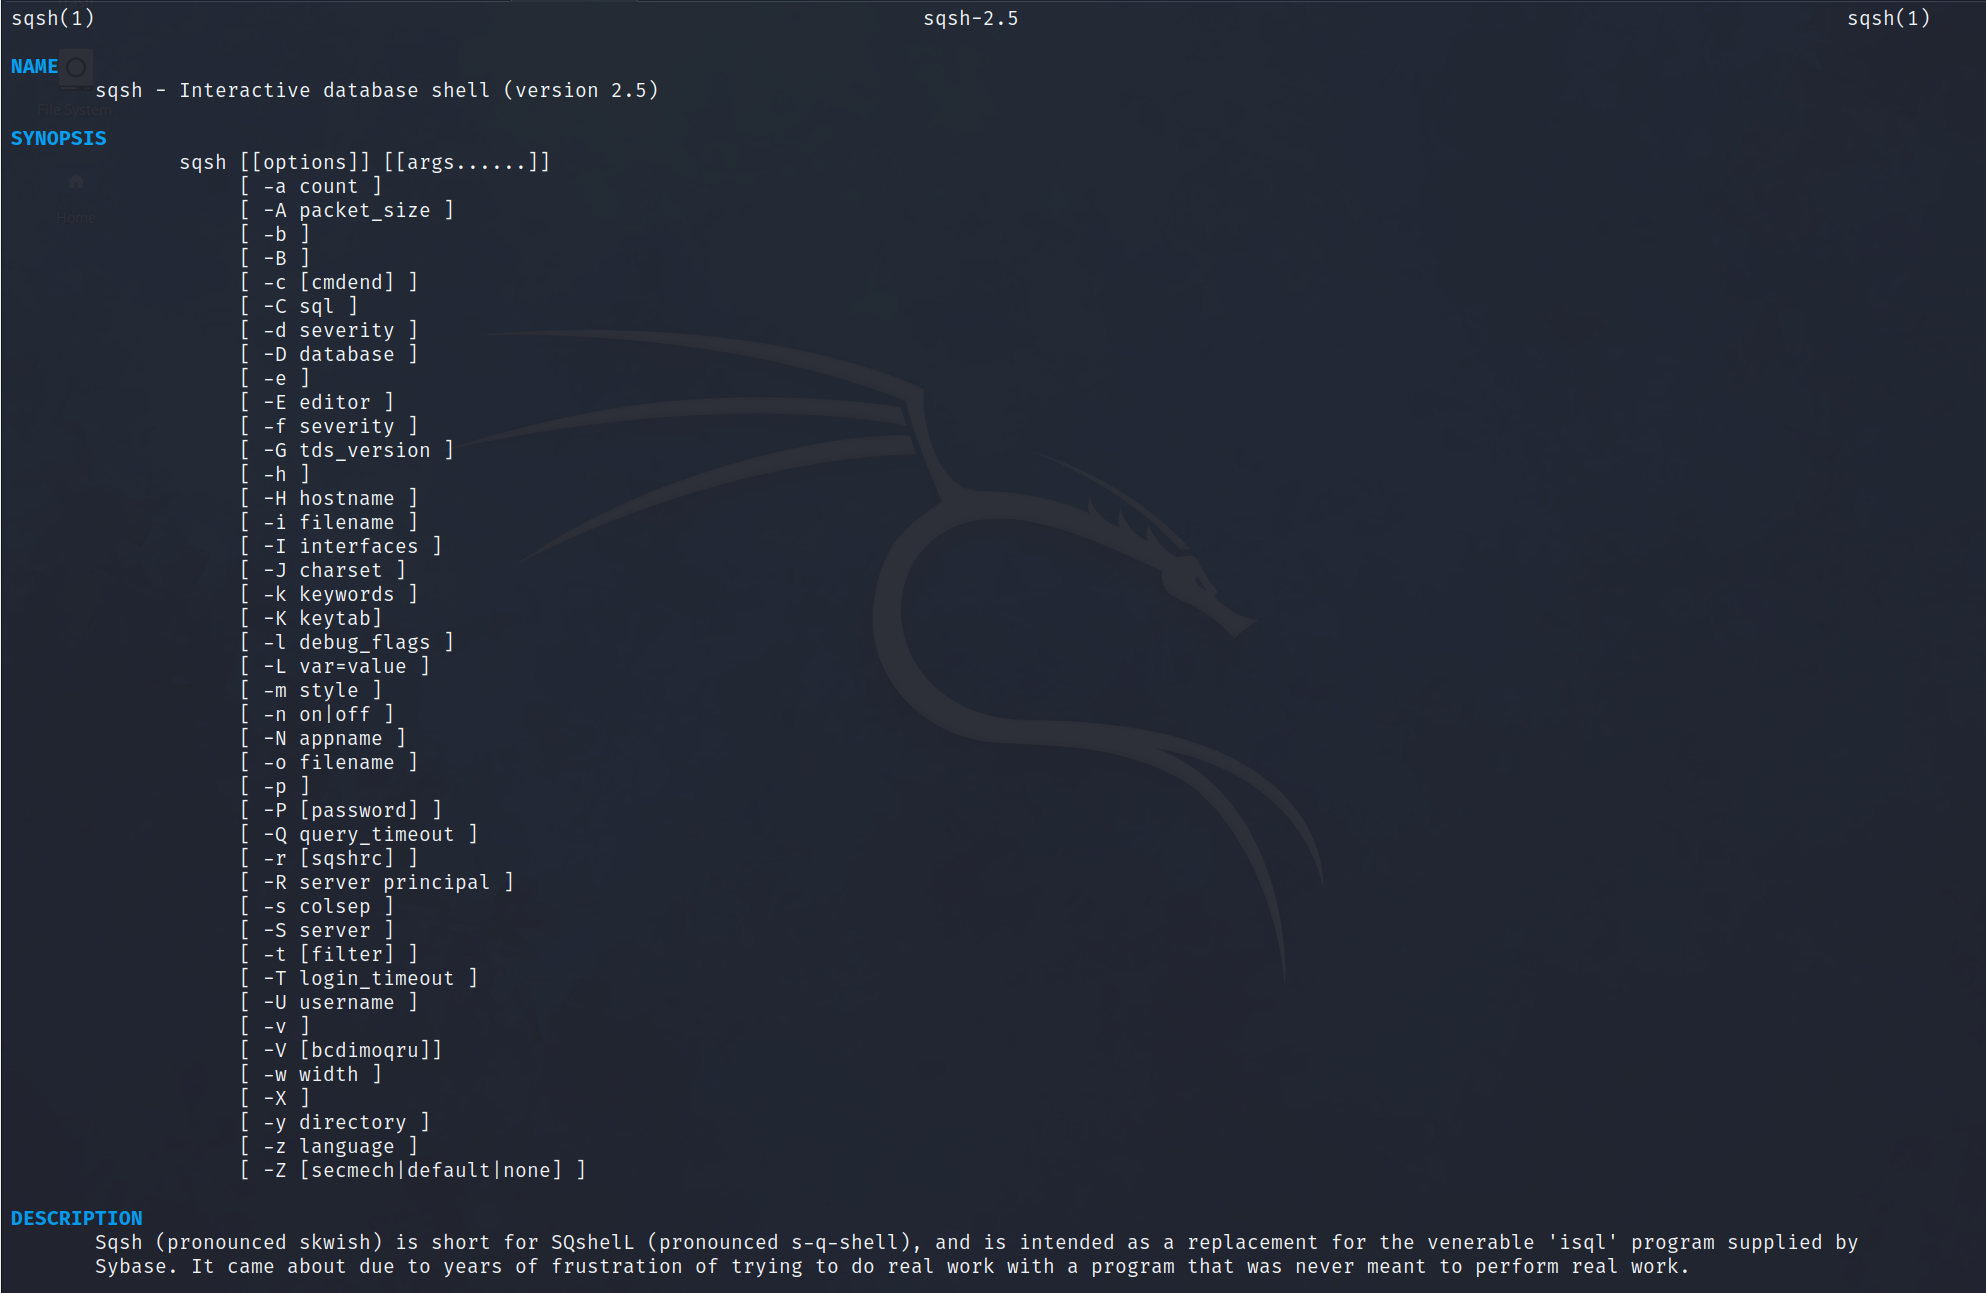 sqsh(1) sqsh-2.5 sqsh(1)
NAME
sqsh - Interactive database shell (version 2.5)
File System
SYNOPSIS
sqsh [[options]] [[args......]]
[ -a count ]
[ -A packet_size ]
Home
[ -b ]
[ -B ]
[ -c [cmdend] ]
[ -C sql ]
[ -d severity ]
[ -D database ]
[ -e ]
[ -E editor ]
[ -f severity ]
[ -G tds_version ]
[ -h ]
[ -H hostname ]
[ -i filename ]
[ -I interfaces ]
[ -J charset ]
[ -k keywords ]
[ -K keytab]
[ -l debug_flags ]
[ -L var=value ]
[ -m style ]
[ -n on|off ]
[ -N appname ]
[ -o filename ]
[ -p ]
[ -P [password] ]
[ -Q query_timeout ]
[ -r [sqshrc] ]
[ -R server principal ]
[ -s colsep ]
[ -S server ]
[ -t [filter] ]
[ -T login_timeout ]
[ -U username ]
[ -v ]
[ -V [bcdimoqru]]
[ -w width ]
[ -X ]
[ -y directory ]
[ -z language ]
[ -Z [secmech|default|none] ]
DESCRIPTION
Sqsh (pronounced skwish) is short for SQshelL (pronounced s-q-shell), and is intended as a replacement for the venerable 'isql' program supplied by
Sybase. It came about due to years of frustration of trying to do real work with a program that was never meant to perform real work.